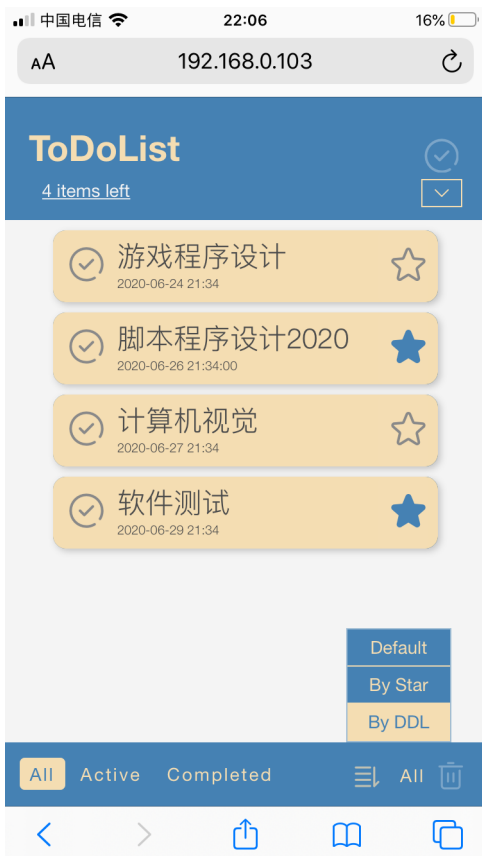 中国电信
22:06
16%
AA
192.168.0.103
ToDoList
4 items left
游戏程序设计
2020-06-24 21:34
脚本程序设计2020
2020-06-26 21:34:00
计算机视觉
2020-06-27 21:34
软件测试
2020-06-29 21:34
Default
By Star
By DDL
All Active Completed All